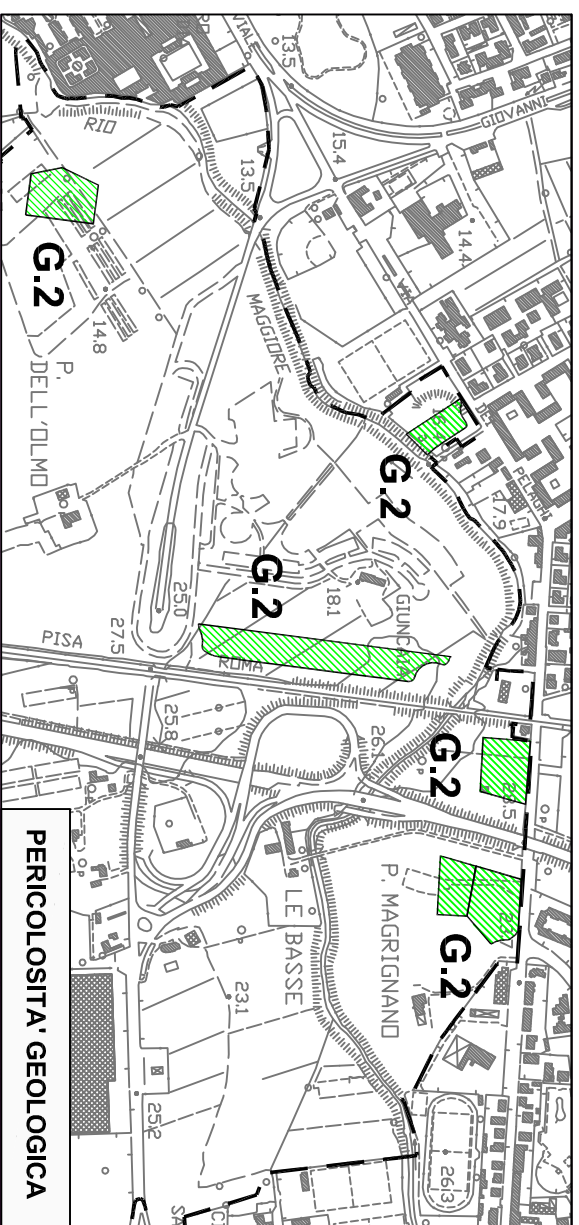 VIALE
GIOVANNI
13.5
15.4
RIO
13.5
14.4
VIA
G.2
14.8
MAGGIORE
P.
DELL'OLMO
G.2
17.9
G.2
GIUNCAIA
18.1
25.0
27.5
PISA
ROMA
25.8
G.2
P. MAGRIGNANO
G.2
LE BASSE
23.1
25.2
26.3
PERICOLOSITA' GEOLOGICA